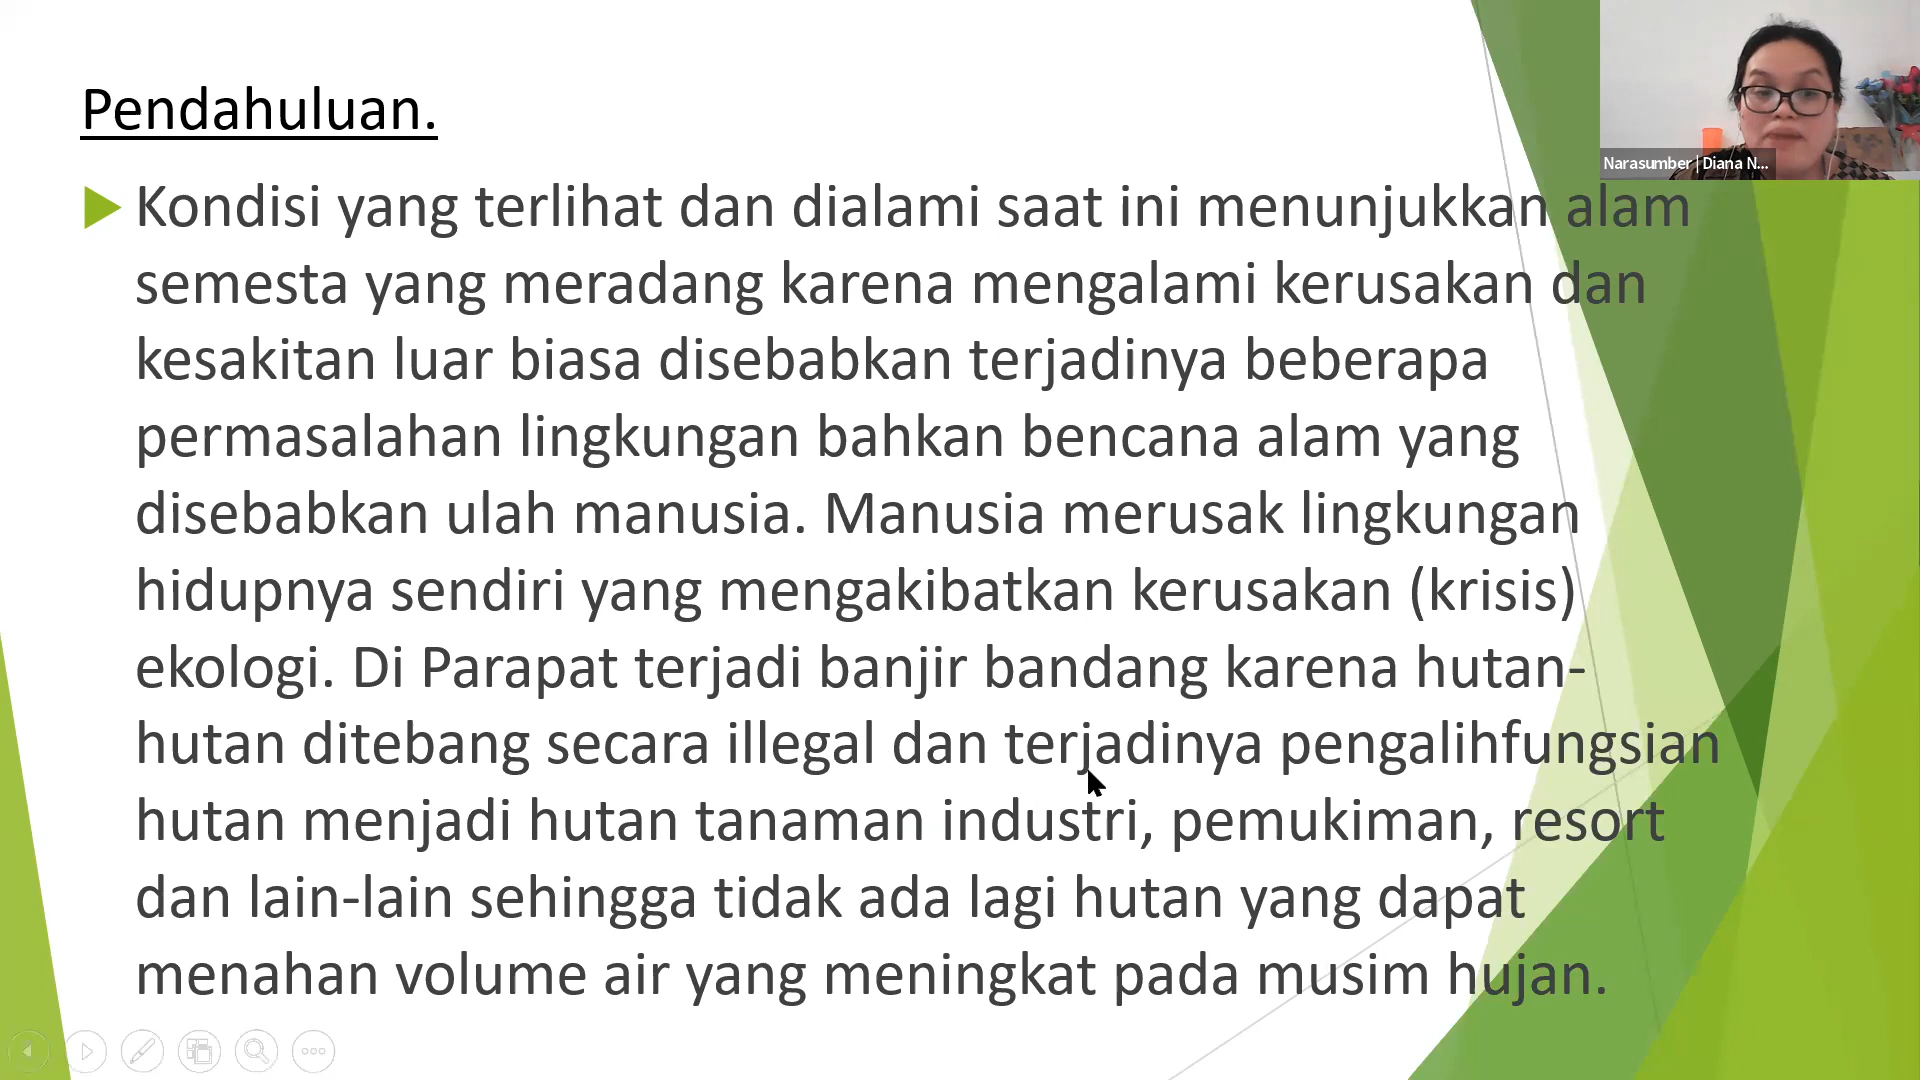 Pendahuluan.
Narasumber | Diana N...
Kondisi yang terlihat dan dialami saat ini menunjukkan alam
semesta yang meradang karena mengalami kerusakan dan
kesakitan luar biasa disebabkan terjadinya beberapa
permasalahan lingkungan bahkan bencana alam yang
disebabkan ulah manusia. Manusia merusak lingkungan
hidupnya sendiri yang mengakibatkan kerusakan (krisis)
ekologi. Di Parapat terjadi banjir bandang karena hutan-
hutan ditebang secara illegal dan terjadinya pengalihfungsian
hutan menjadi hutan tanaman industri, pemukiman, resort
dan lain-lain sehingga tidak ada lagi hutan yang dapat
menahan volume air yang meningkat pada musim hujan.